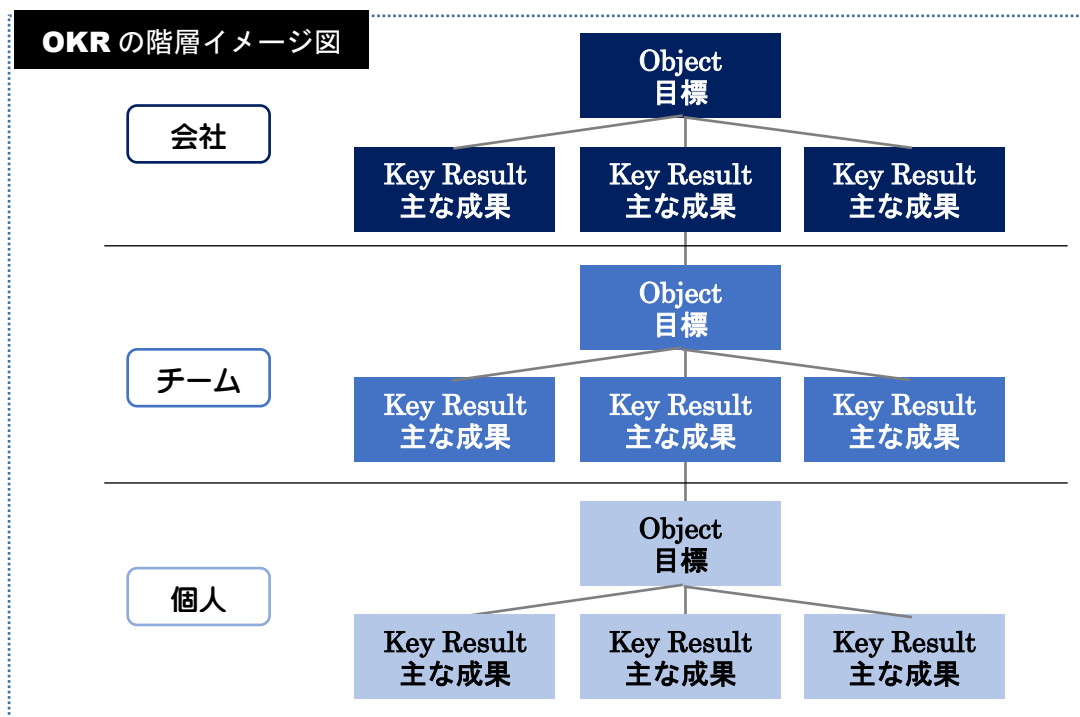 OKR の階層イメージ図
Object
目標
会社
Key Result
主な成果
Key Result
主な成果
Key Result
主な成果
Object
目標
チーム
Key Result
主な成果
Key Result
主な成果
Key Result
主な成果
Object
目標
個人
Key Result
主な成果
Key Result
主な成果
Key Result
主な成果